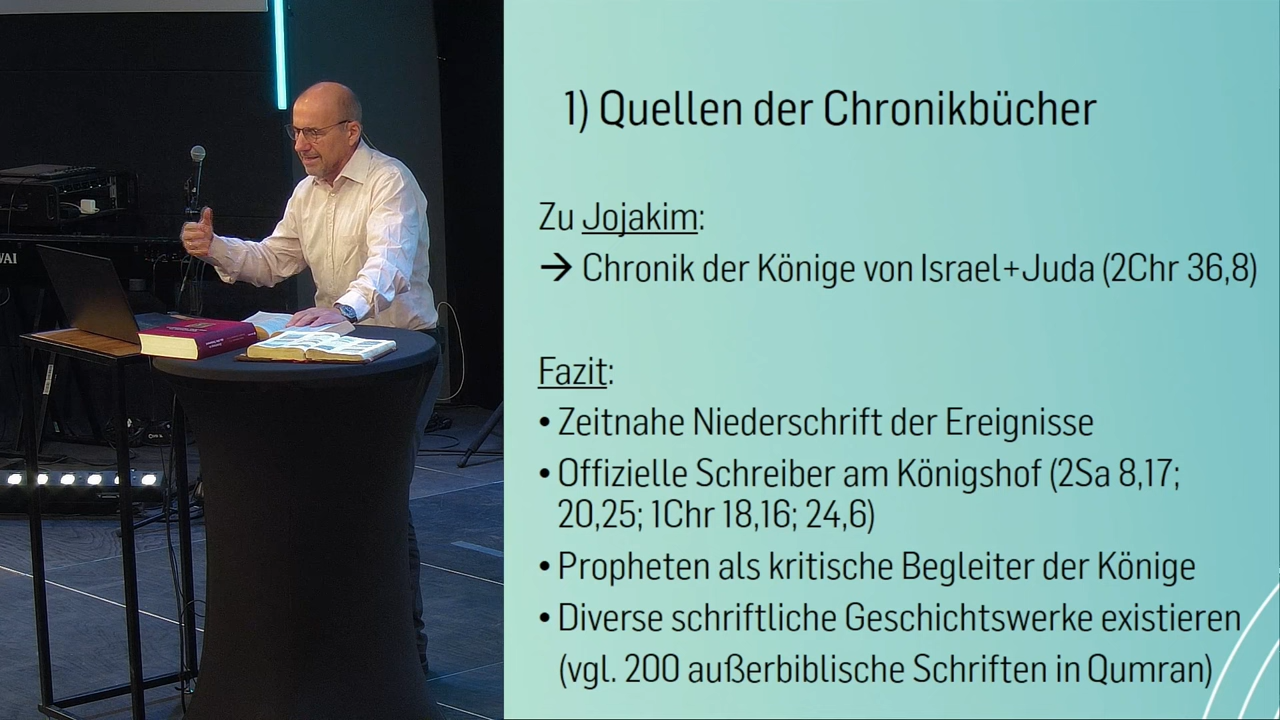 1) Quellen der Chronikbücher
Zu Jojakim:
→ Chronik der Könige von Israel+Juda (2Chr 36,8)
Fazit:
• Zeitnahe Niederschrift der Ereignisse
• Offizielle Schreiber am Königshof (2Sa 8,17;
20,25; 1Chr 18,16; 24,6)
• Propheten als kritische Begleiter der Könige
• Diverse schriftliche Geschichtswerke existieren
(vgl. 200 außerbiblische Schriften in Qumran)